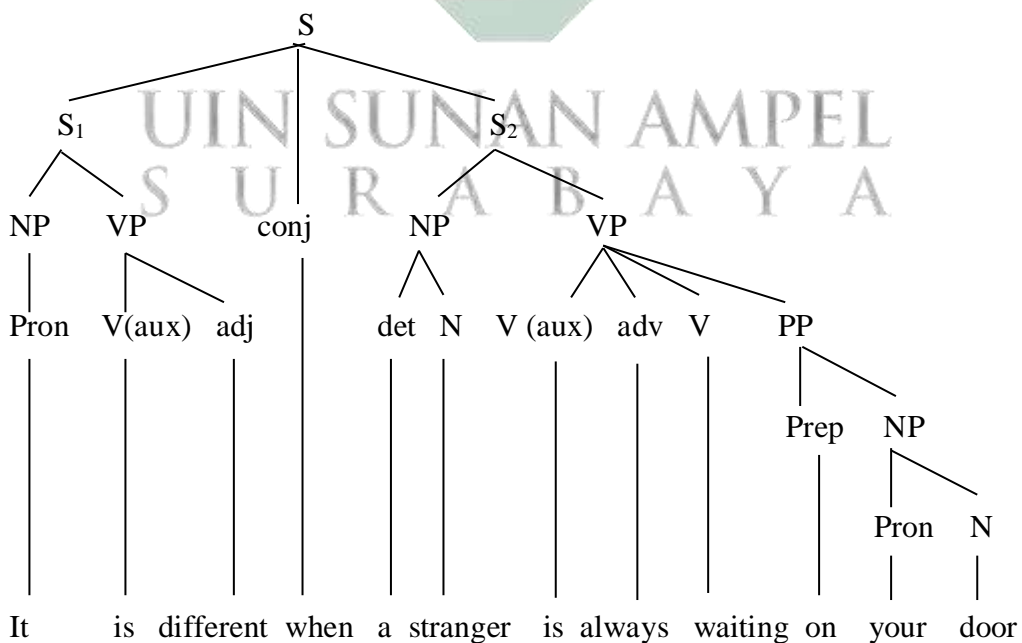 S
UIN SUNAN AMPEL
S₁ S₂
S U R A B A Y A
NP VP conj NP VP
Pron V(aux) adj det N V (aux) adv V PP
Prep NP
Pron N
It is different when a stranger is always waiting on your door